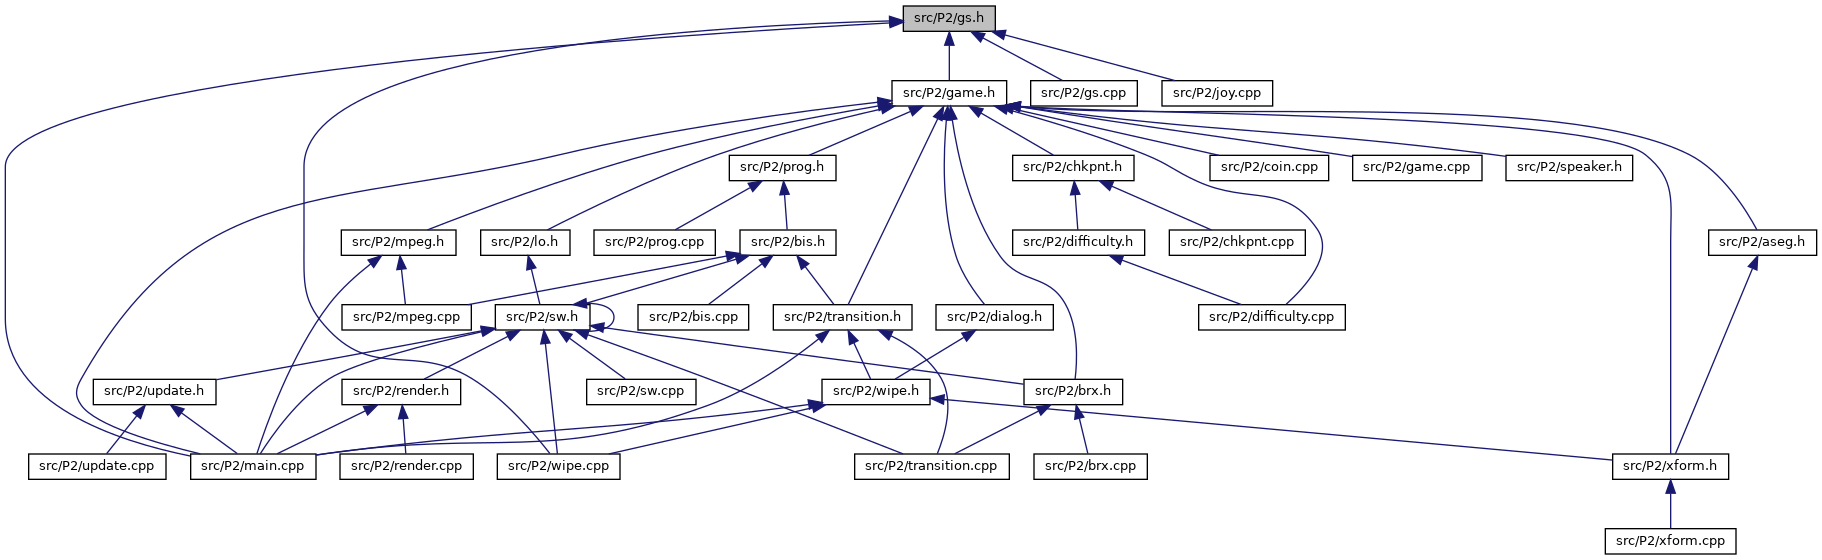 src/P2/gs.h
src/P2/game.h
src/P2/gs.cpp
src/P2/joy.cpp
src/P2/prog.h
src/P2/chkpnt.h
src/P2/coin.cpp
src/P2/game.cpp
src/P2/speaker.h
src/P2/mpeg.h
src/P2/lo.h
src/P2/prog.cpp
src/P2/bis.h
src/P2/difficulty.h
src/P2/chkpnt.cpp
src/P2/aseg.h
src/P2/mpeg.cpp
src/P2/sw.h
src/P2/bis.cpp
src/P2/transition.h
src/P2/dialog.h
src/P2/difficulty.cpp
src/P2/update.h
src/P2/render.h
src/P2/sw.cpp
src/P2/wipe.h
src/P2/brx.h
src/P2/update.cpp
src/P2/main.cpp
src/P2/render.cpp
src/P2/wipe.cpp
src/P2/transition.cpp
src/P2/brx.cpp
src/P2/xform.h
src/P2/xform.cpp